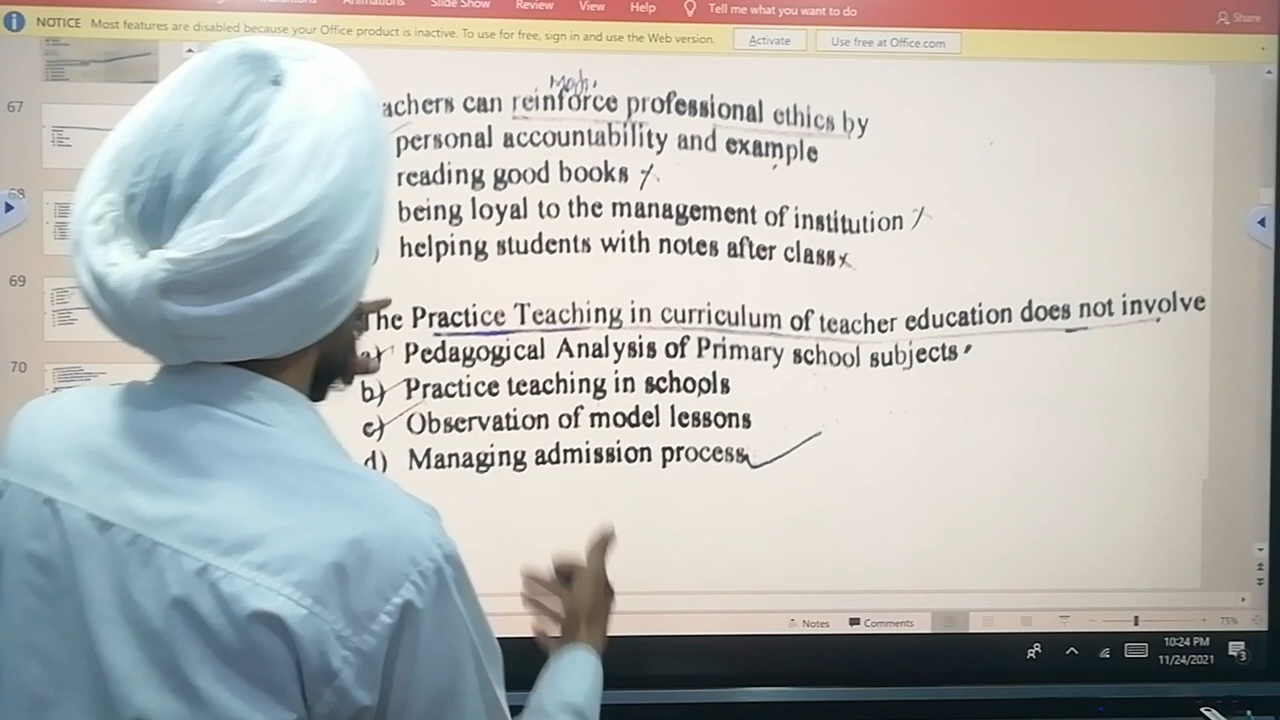 Slide Show Review View Help Tell me what you want to do Share
NOTICE Most features are disabled because your Office product is inactive. To use for free, sign in and use the Web version. Activate Use free at Office.com
67
68
69
70
achers can reinforce professional ethics by
personal accountability and example
reading good books
being loyal to the management of institution
helping students with notes after class
The Practice Teaching in curriculum of teacher education does not involve
a) Pedagogical Analysis of Primary school subjects
b) Practice teaching in schools
c) Observation of model lessons
d) Managing admission process
Notes Comments 75%
10:24 PM
11/24/2021
3